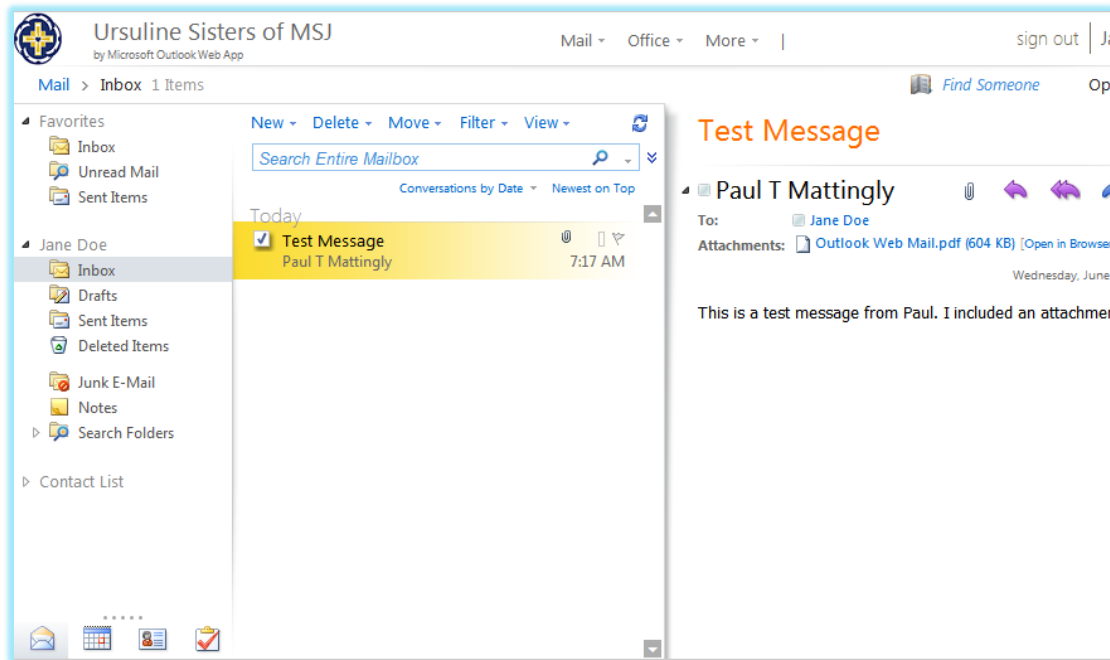 Ursuline Sisters of MSJ
by Microsoft Outlook Web App
Mail Office More |
sign out
Mail > Inbox 1 Items
Find Someone
Favorites
Inbox
Unread Mail
Sent Items
Jane Doe
Inbox
Drafts
Sent Items
Deleted Items
Junk E-Mail
Notes
Search Folders
Contact List
New Delete Move Filter View
Search Entire Mailbox
Conversations by Date Newest on Top
Today
Test Message
Paul T Mattingly 7:17 AM
Test Message
Paul T Mattingly
To: Jane Doe
Attachments: Outlook Web Mail.pdf (604 KB) [Open in Browser
Wednesday, June
This is a test message from Paul. I included an